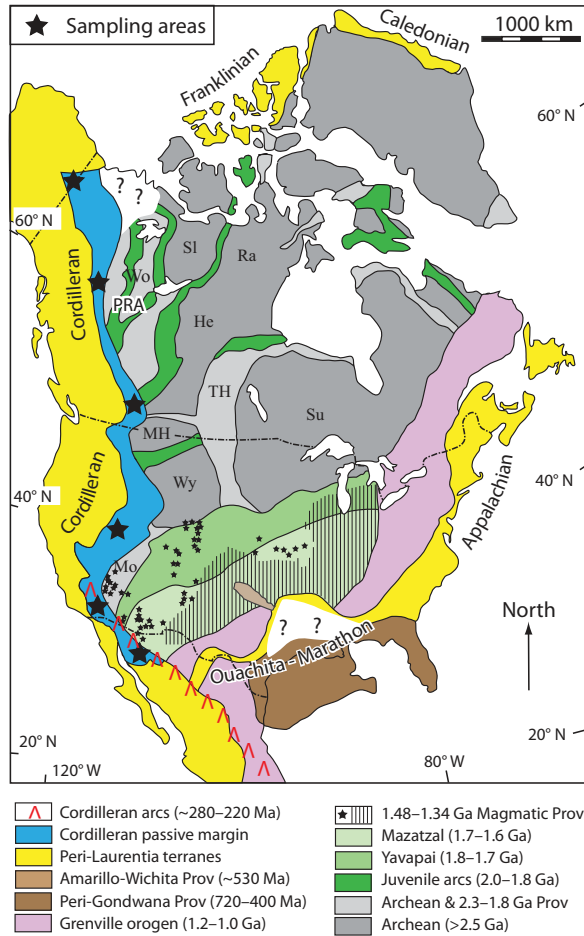 Sampling areas
1000 km
Caledonian
Franklinian
60° N
? ?
60° N
Sl
Ra
Wo
PRA
Cordilleran
He
TH
MH
Su
Wy
40° N
40° N
Cordilleran
Appalachian
Mo
North
? ?
Ouachita - Marathon
20° N
20° N
120°W
80° W
Cordilleran arcs (~280–220 Ma)
Cordilleran passive margin
Peri-Laurentia terranes
Amarillo-Wichita Prov (~530 Ma)
Peri-Gondwana Prov (720–400 Ma)
Grenville orogen (1.2–1.0 Ga)
1.48–1.34 Ga Magmatic Prov
Mazatzal (1.7–1.6 Ga)
Yavapai (1.8–1.7 Ga)
Juvenile arcs (2.0–1.8 Ga)
Archean & 2.3–1.8 Ga Prov
Archean (>2.5 Ga)